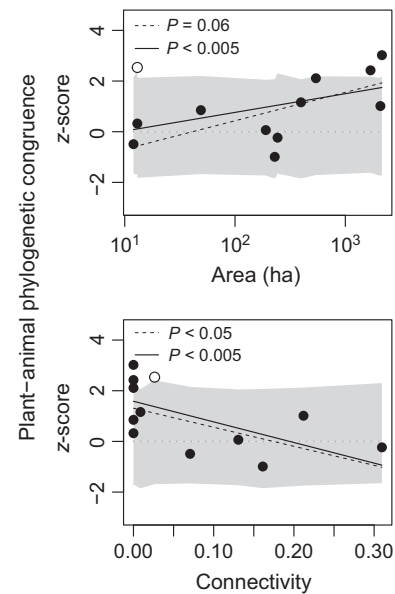 Plant−animal phylogenetic congruence
z-score
4
2
0
−2
P = 0.06
P < 0.005
10¹ 10² 10³
Area (ha)
z-score
4
2
0
−2
P < 0.05
P < 0.005
0.00 0.10 0.20 0.30
Connectivity